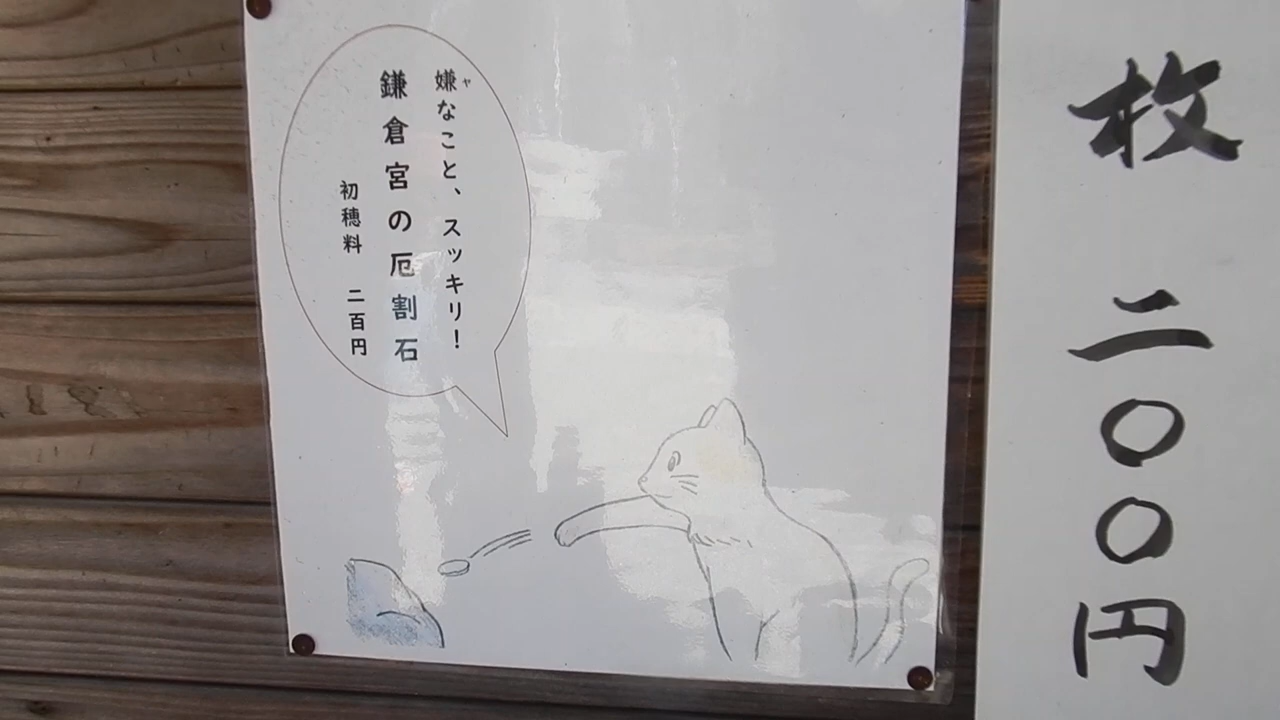 枚 二〇〇円
嫌なこと、スッキリ!
ヤ
鎌倉宮の厄割石
初穂料 二百円